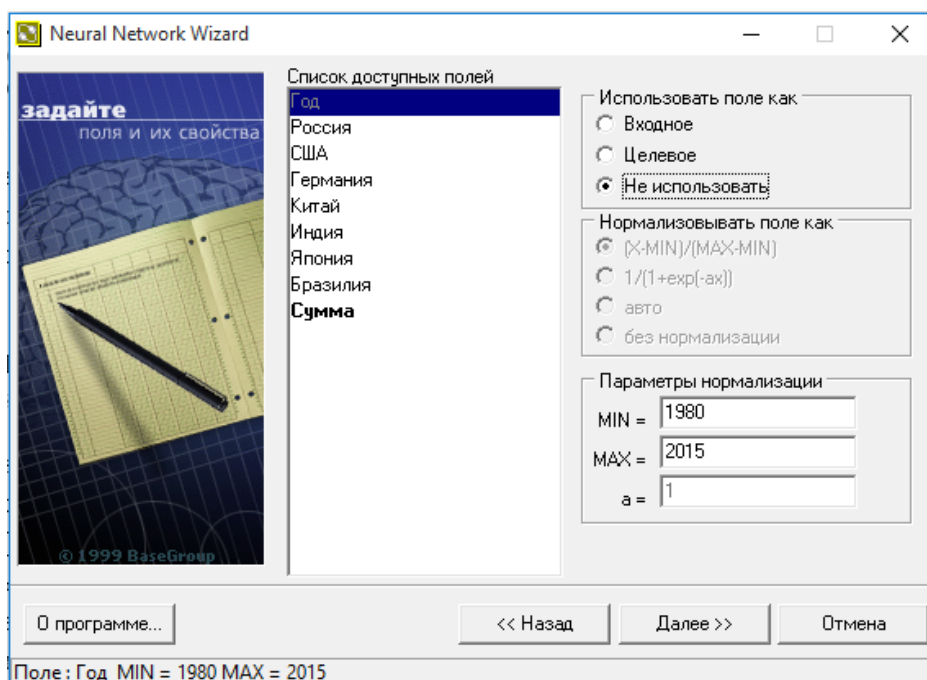 Neural Network Wizard
задайте
поля и их свойства
© 1999 BaseGroup
Список доступных полей
Год
Россия
США
Германия
Китай
Индия
Япония
Бразилия
Сумма
Использовать поле как
Входное
Целевое
Не использовать
Нормализовывать поле как
(X-MIN)/(MAX-MIN)
1/(1+exp(-ax))
авто
без нормализации
Параметры нормализации
MIN = 1980
MAX = 2015
a = 1
О программе...
<< Назад
Далее >>
Отмена
Поле : Год MIN = 1980 MAX = 2015